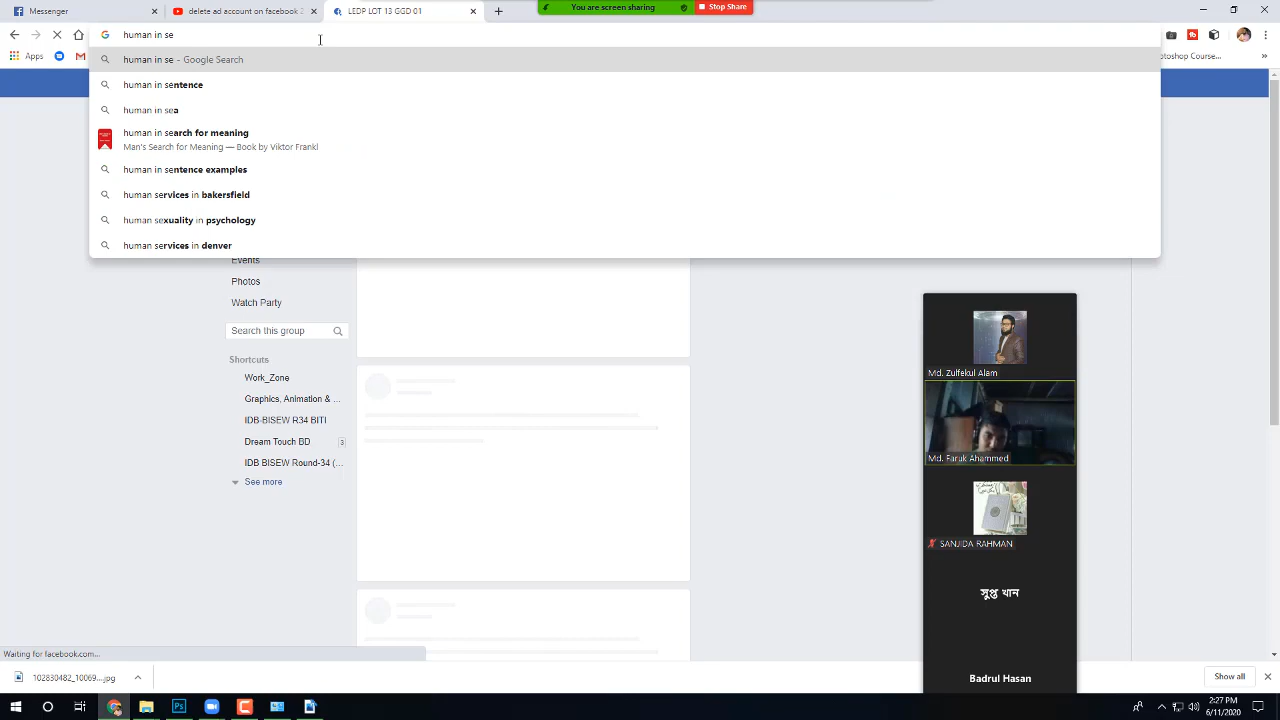 Messenger
delete ad account on facebook 2
LEDP LOT 13 GGD 01
You are screen sharing
Stop Share
human in se
Apps
otoshop Course...
human in se - Google Search
human in sentence
human in sea
human in search for meaning
Man's Search for Meaning — Book by Viktor Frankl
human in sentence examples
human services in bakersfield
human sexuality in psychology
human services in denver
Events
Photos
Watch Party
Search this group
Shortcuts
Work_Zone
Graphics, Animation & ...
IDB-BISEW R34 BITI
Dream Touch BD
3
IDB BISEW Round-34 (...
See more
Md. Zulfekul Alam
Md. Faruk Ahammed
SANJIDA RAHMAN
সুপ্ত খান
Badrul Hasan
Waiting for facebook.com...
102830482_10069....jpg
Show all
2:27 PM
6/11/2020